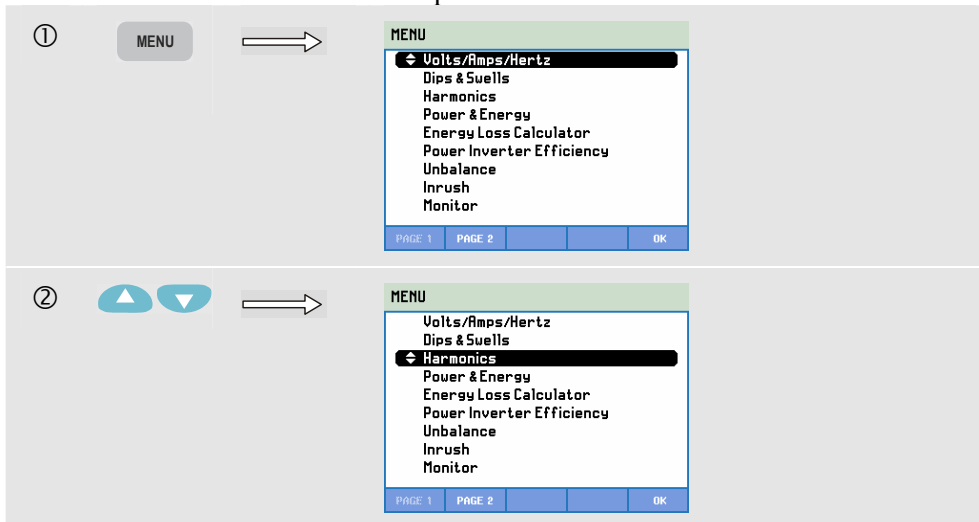 ①
MENU
MENU
Volts/Amps/Hertz
Dips & Swells
Harmonics
Power & Energy
Energy Loss Calculator
Power Inverter Efficiency
Unbalance
Inrush
Monitor
PAGE 1 PAGE 2 OK
②
MENU
Volts/Amps/Hertz
Dips & Swells
Harmonics
Power & Energy
Energy Loss Calculator
Power Inverter Efficiency
Unbalance
Inrush
Monitor
PAGE 1 PAGE 2 OK